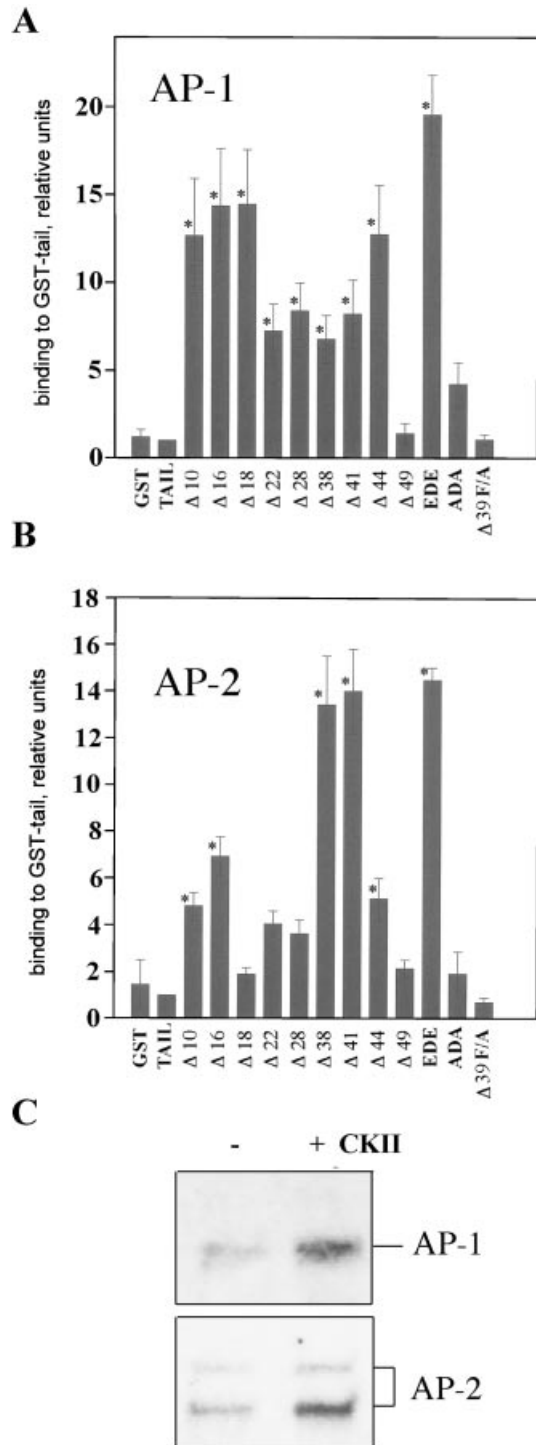 A
AP-1
binding to GST-tail, relative units
20
15
10
5
0
* * * * * * * * *
GST TAIL Δ 10 Δ 16 Δ 18 Δ 22 Δ 28 Δ 38 Δ 41 Δ 44 Δ 49 EDE ADA Δ 39 F/A
B
AP-2
binding to GST-tail, relative units
18
16
14
12
10
8
6
4
2
0
* * * * * *
GST TAIL Δ 10 Δ 16 Δ 18 Δ 22 Δ 28 Δ 38 Δ 41 Δ 44 Δ 49 EDE ADA Δ 39 F/A
C
- + CKII
AP-1
AP-2